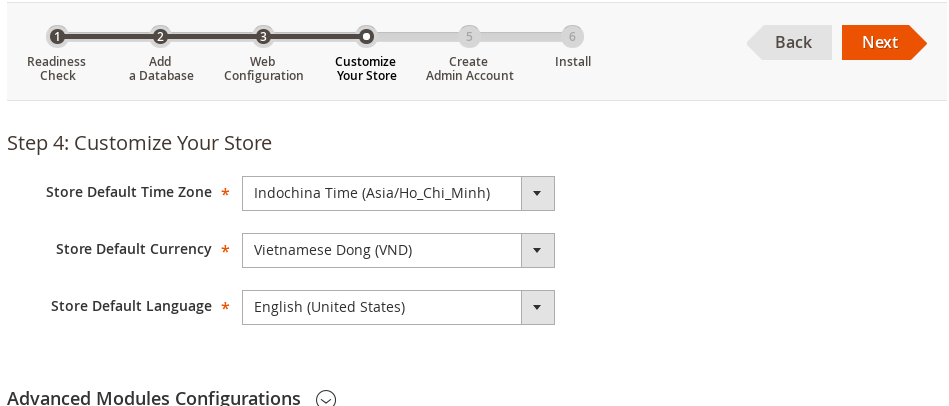 1 2 3 5 6
Readiness Check
Add a Database
Web Configuration
Customize Your Store
Create Admin Account
Install
Back
Next
Step 4: Customize Your Store
Store Default Time Zone * Indochina Time (Asia/Ho_Chi_Minh)
Store Default Currency * Vietnamese Dong (VND)
Store Default Language * English (United States)
Advanced Modules Configurations